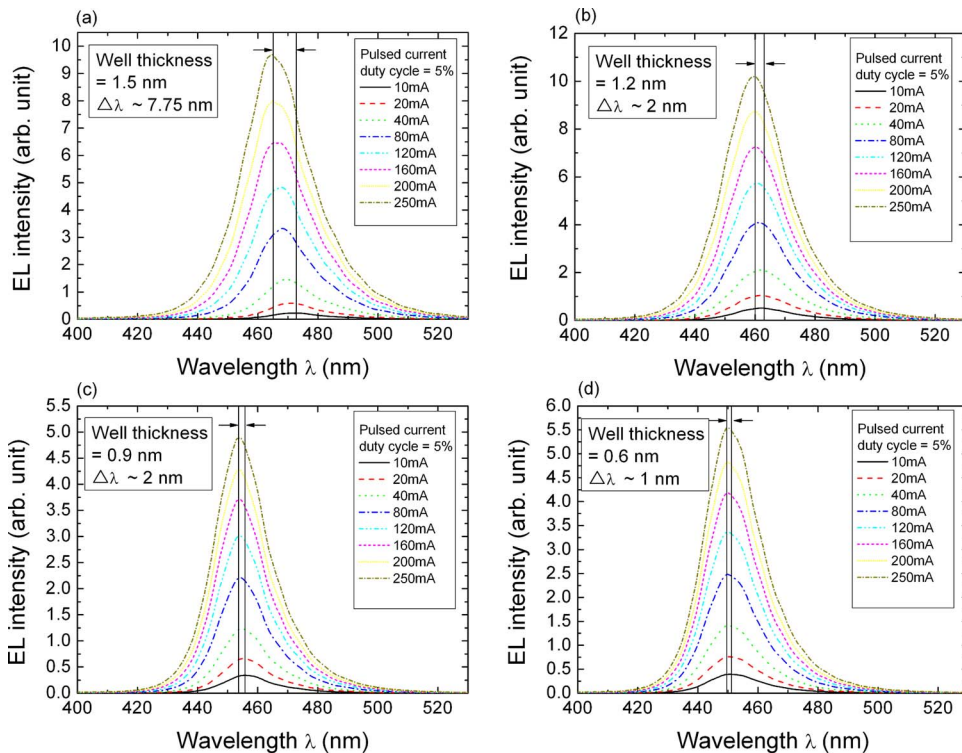 (a)
EL intensity (arb. unit)
10
9
8
7
6
5
4
3
2
1
0
Well thickness
= 1.5 nm
△λ ~ 7.75 nm
Pulsed current
duty cycle = 5%
10mA
20mA
40mA
80mA
120mA
160mA
200mA
250mA
400 420 440 460 480 500 520
Wavelength λ (nm)
(b)
EL intensity (arb. unit)
12
10
8
6
4
2
0
Well thickness
= 1.2 nm
△λ ~ 2 nm
Pulsed current
duty cycle = 5%
10mA
20mA
40mA
80mA
120mA
160mA
200mA
250mA
400 420 440 460 480 500 520
Wavelength λ (nm)
(c)
EL intensity (arb. unit)
5.5
5.0
4.5
4.0
3.5
3.0
2.5
2.0
1.5
1.0
0.5
0.0
Well thickness
= 0.9 nm
△λ ~ 2 nm
Pulsed current
duty cycle = 5%
10mA
20mA
40mA
80mA
120mA
160mA
200mA
250mA
400 420 440 460 480 500 520
Wavelength λ (nm)
(d)
EL intensity (arb. unit)
6.0
5.5
5.0
4.5
4.0
3.5
3.0
2.5
2.0
1.5
1.0
0.5
0.0
Well thickness
= 0.6 nm
△λ ~ 1 nm
Pulsed current
duty cycle = 5%
10mA
20mA
40mA
80mA
120mA
160mA
200mA
250mA
400 420 440 460 480 500 520
Wavelength λ (nm)